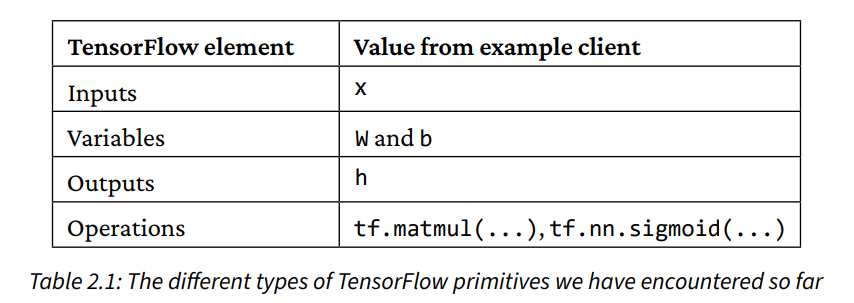 TensorFlow element Value from example client
Inputs x
Variables W and b
Outputs h
Operations tf.matmul(...), tf.nn.sigmoid(...)
Table 2.1: The different types of TensorFlow primitives we have encountered so far